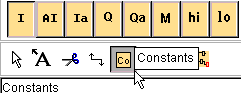 I AI Ia Q Qa M hi lo
A Co Constants
Constants